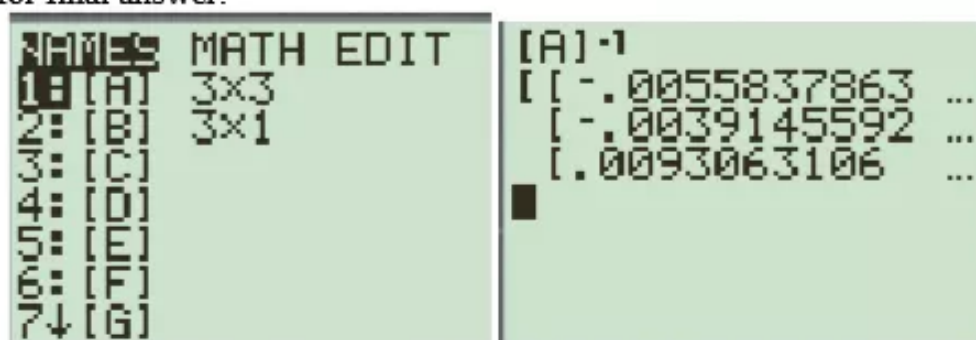 for final answer.
NAMES MATH EDIT
1:[A] 3×3
2:[B] 3×1
3:[C]
4:[D]
5:[E]
6:[F]
7↓[G]
[A]⁻¹
[[⁻.0055837863 …
[⁻.0039145592 …
[.0093063106 …